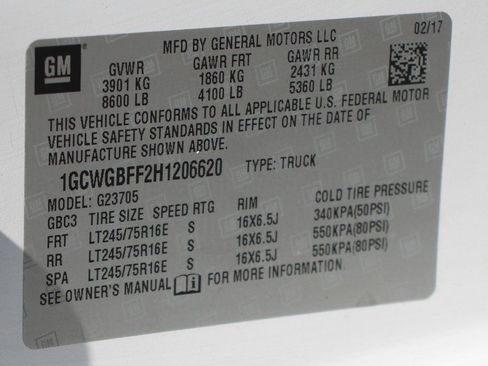 GM
MFD BY GENERAL MOTORS LLC 02/17
GVWR GAWR FRT GAWR RR
3901 KG 1860 KG 2431 KG
8600 LB 4100 LB 5360 LB
THIS VEHICLE CONFORMS TO ALL APPLICABLE U.S. FEDERAL MOTOR
VEHICLE SAFETY STANDARDS IN EFFECT ON THE DATE OF
MANUFACTURE SHOWN ABOVE.
1GCWGBFF2H1206620 TYPE: TRUCK
MODEL: G23705
GBC3 TIRE SIZE SPEED RTG RIM COLD TIRE PRESSURE
FRT LT245/75R16E S 16X6.5J 340KPA(50PSI)
RR LT245/75R16E S 16X6.5J 550KPA(80PSI)
SPA LT245/75R16E S 16X6.5J 550KPA(80PSI)
SEE OWNER'S MANUAL FOR MORE INFORMATION.